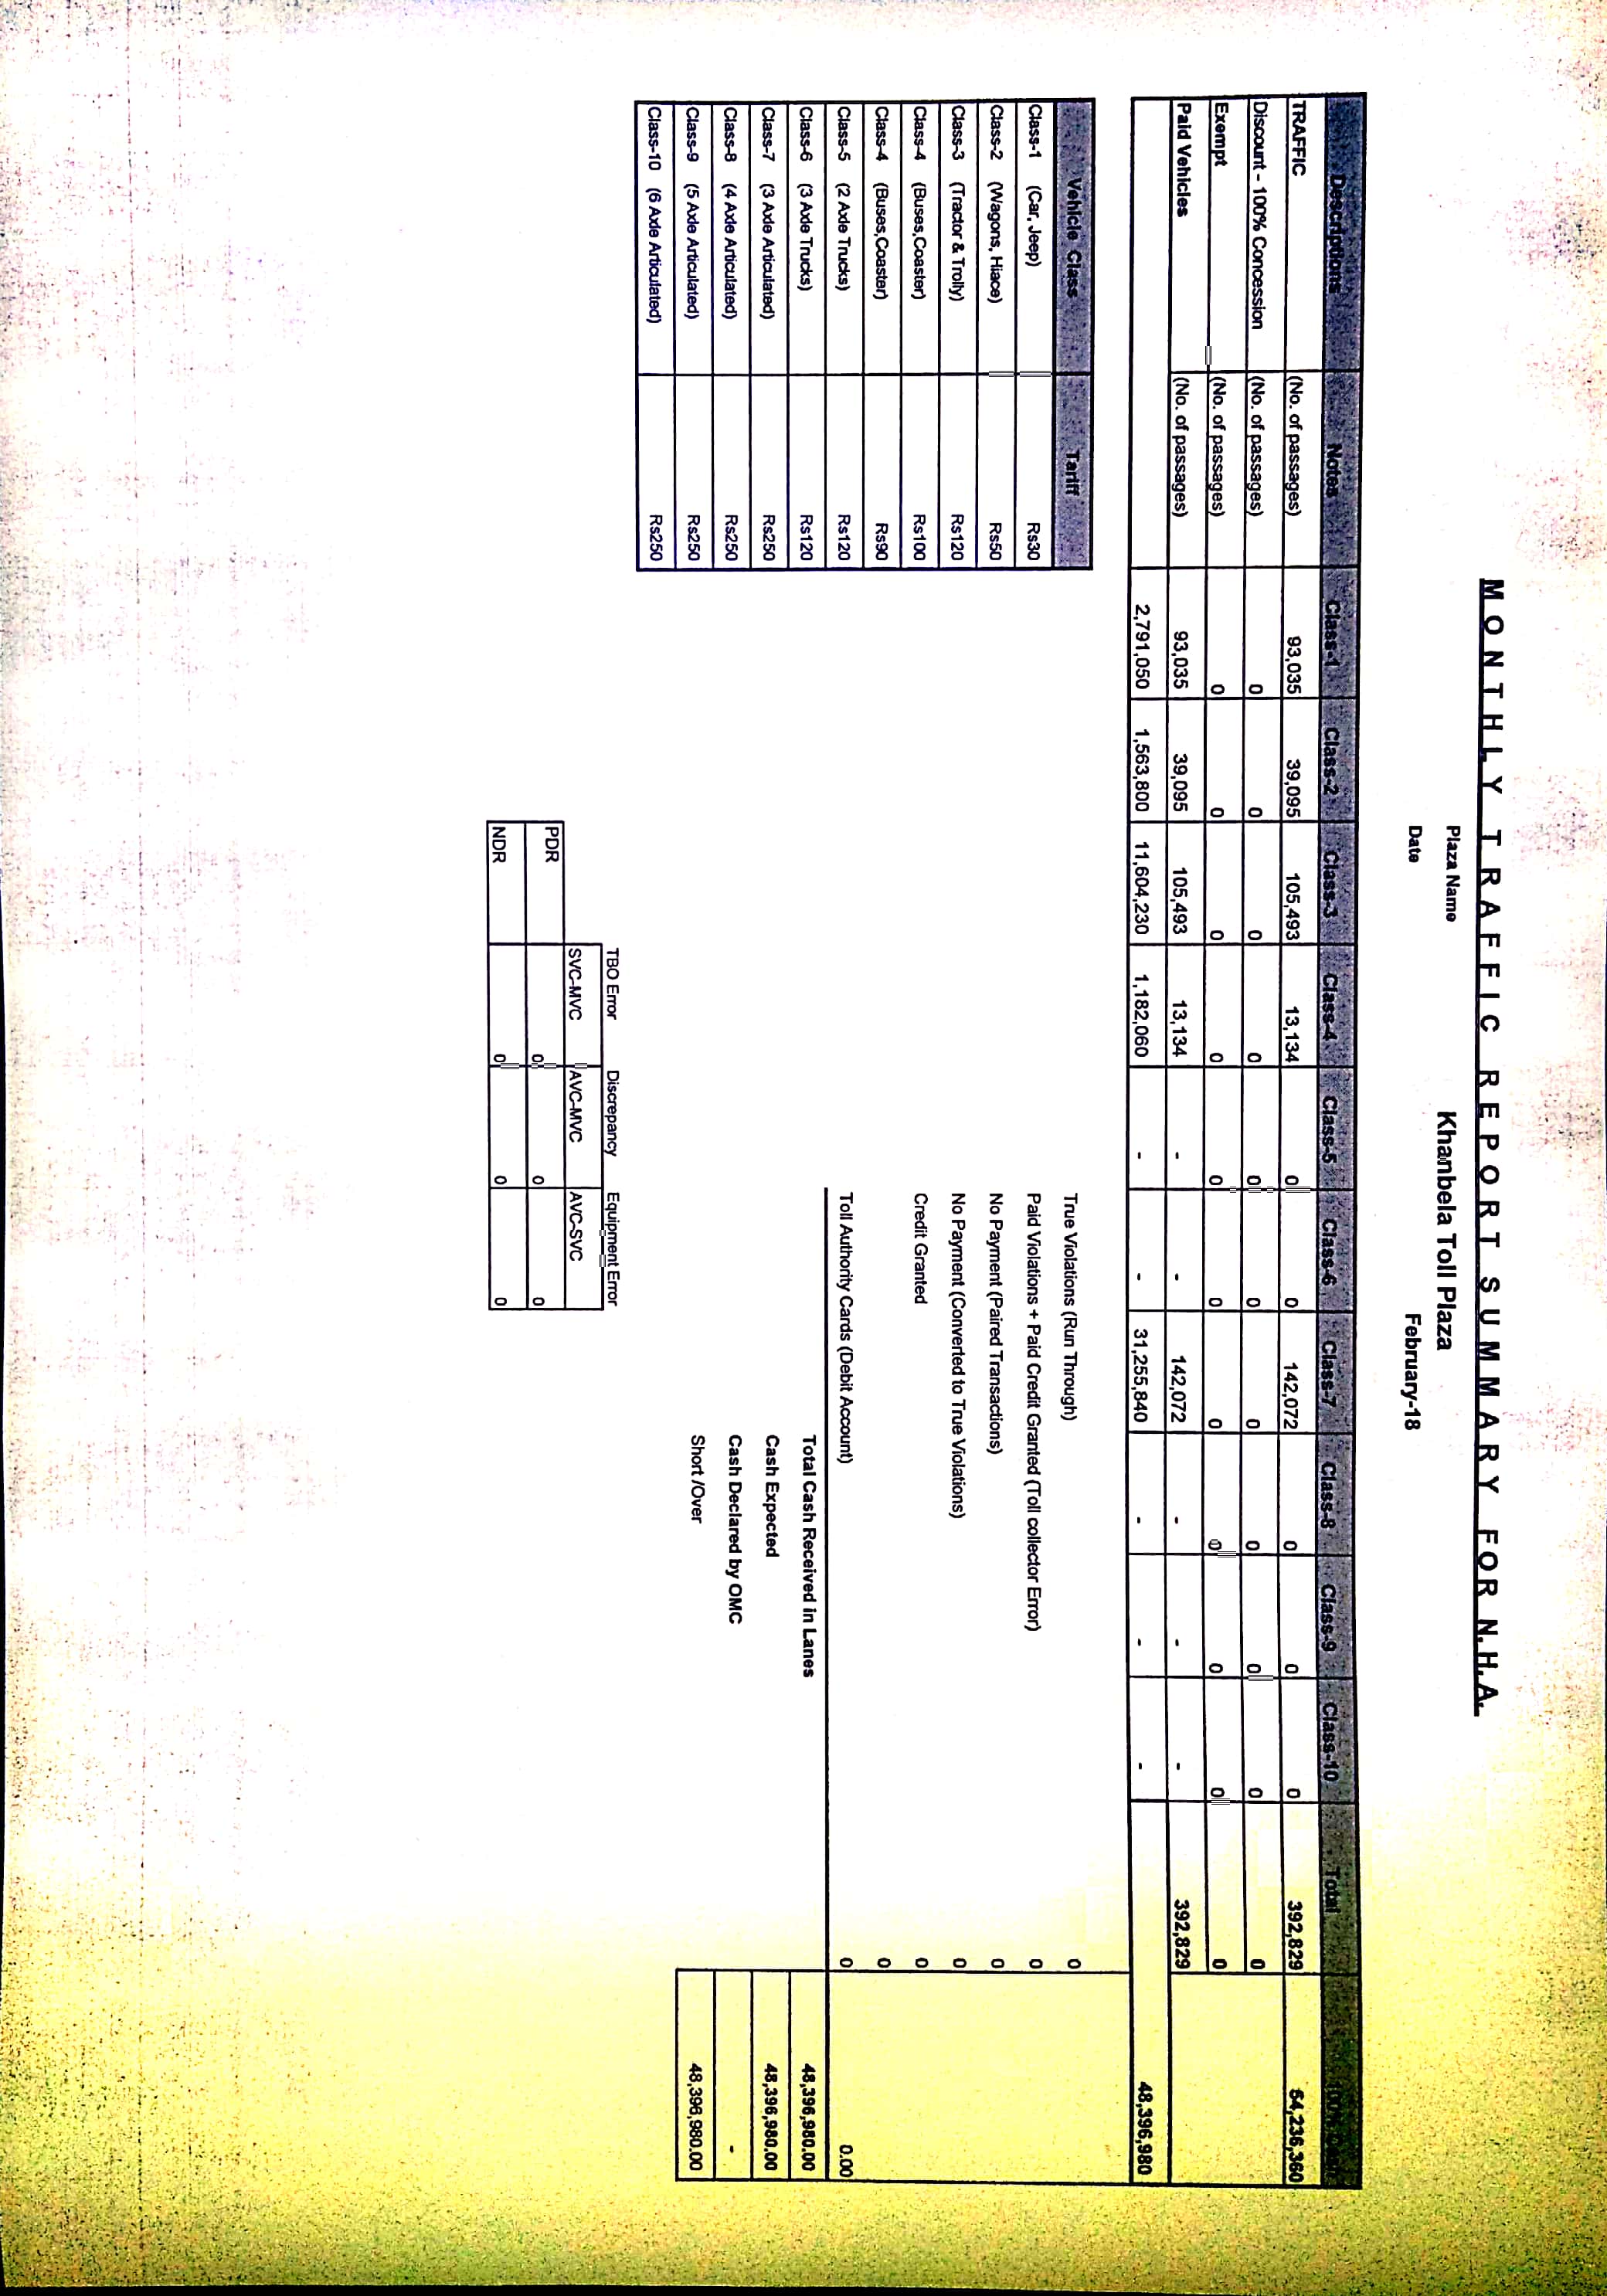 MONTHLY TRAFFIC REPORT SUMMARY FOR N.H.A.
Plaza Name Khanbela Toll Plaza
Date February-18
Descriptions Notes Class-1 Class-2 Class-3 Class-4 Class-5 Class-6 Class-7 Class-8 Class-9 Class-10 Total
TRAFFIC (No. of passages) 93,035 39,095 105,493 13,134 0 0 142,072 0 0 0 392,829 54,236,360
Discount - 100% Concession (No. of passages) 0 0 0 0 0 0 0 0 0 0 0
Exempt (No. of passages) 0 0 0 0 0 0 0 0 0 0 0
Paid Vehicles (No. of passages) 93,035 39,095 105,493 13,134 - - 142,072 - - - 392,829
2,791,050 1,563,800 11,604,230 1,182,060 - - 31,255,840 - - - 48,396,980
Vehicle Class Tariff
Class-1 (Car, Jeep) Rs30
Class-2 (Wagons, Hiace) Rs50
Class-3 (Tractor & Trolly) Rs120
Class-4 (Buses,Coaster) Rs100
Class-4 (Buses,Coaster) Rs90
Class-5 (2 Axle Trucks) Rs120
Class-6 (3 Axle Trucks) Rs120
Class-7 (3 Axle Articulated) Rs250
Class-8 (4 Axle Articulated) Rs250
Class-9 (5 Axle Articulated) Rs250
Class-10 (6 Axle Articulated) Rs250
True Violations (Run Through) 0
Paid Violations + Paid Credit Granted (Toll collector Error) 0
No Payment (Paired Transactions) 0
No Payment (Converted to True Violations) 0
Credit Granted 0
0
Toll Authority Cards (Debit Account) 0 0.00
Total Cash Received in Lanes 48,396,980.00
Cash Expected 48,396,980.00
Cash Declared by OMC -
Short /Over 48,396,980.00
TBO Error Discrepancy Equipment Error
SVC-MVC AVC-MVC AVC-SVC
PDR 0 0 0
NDR 0 0 0